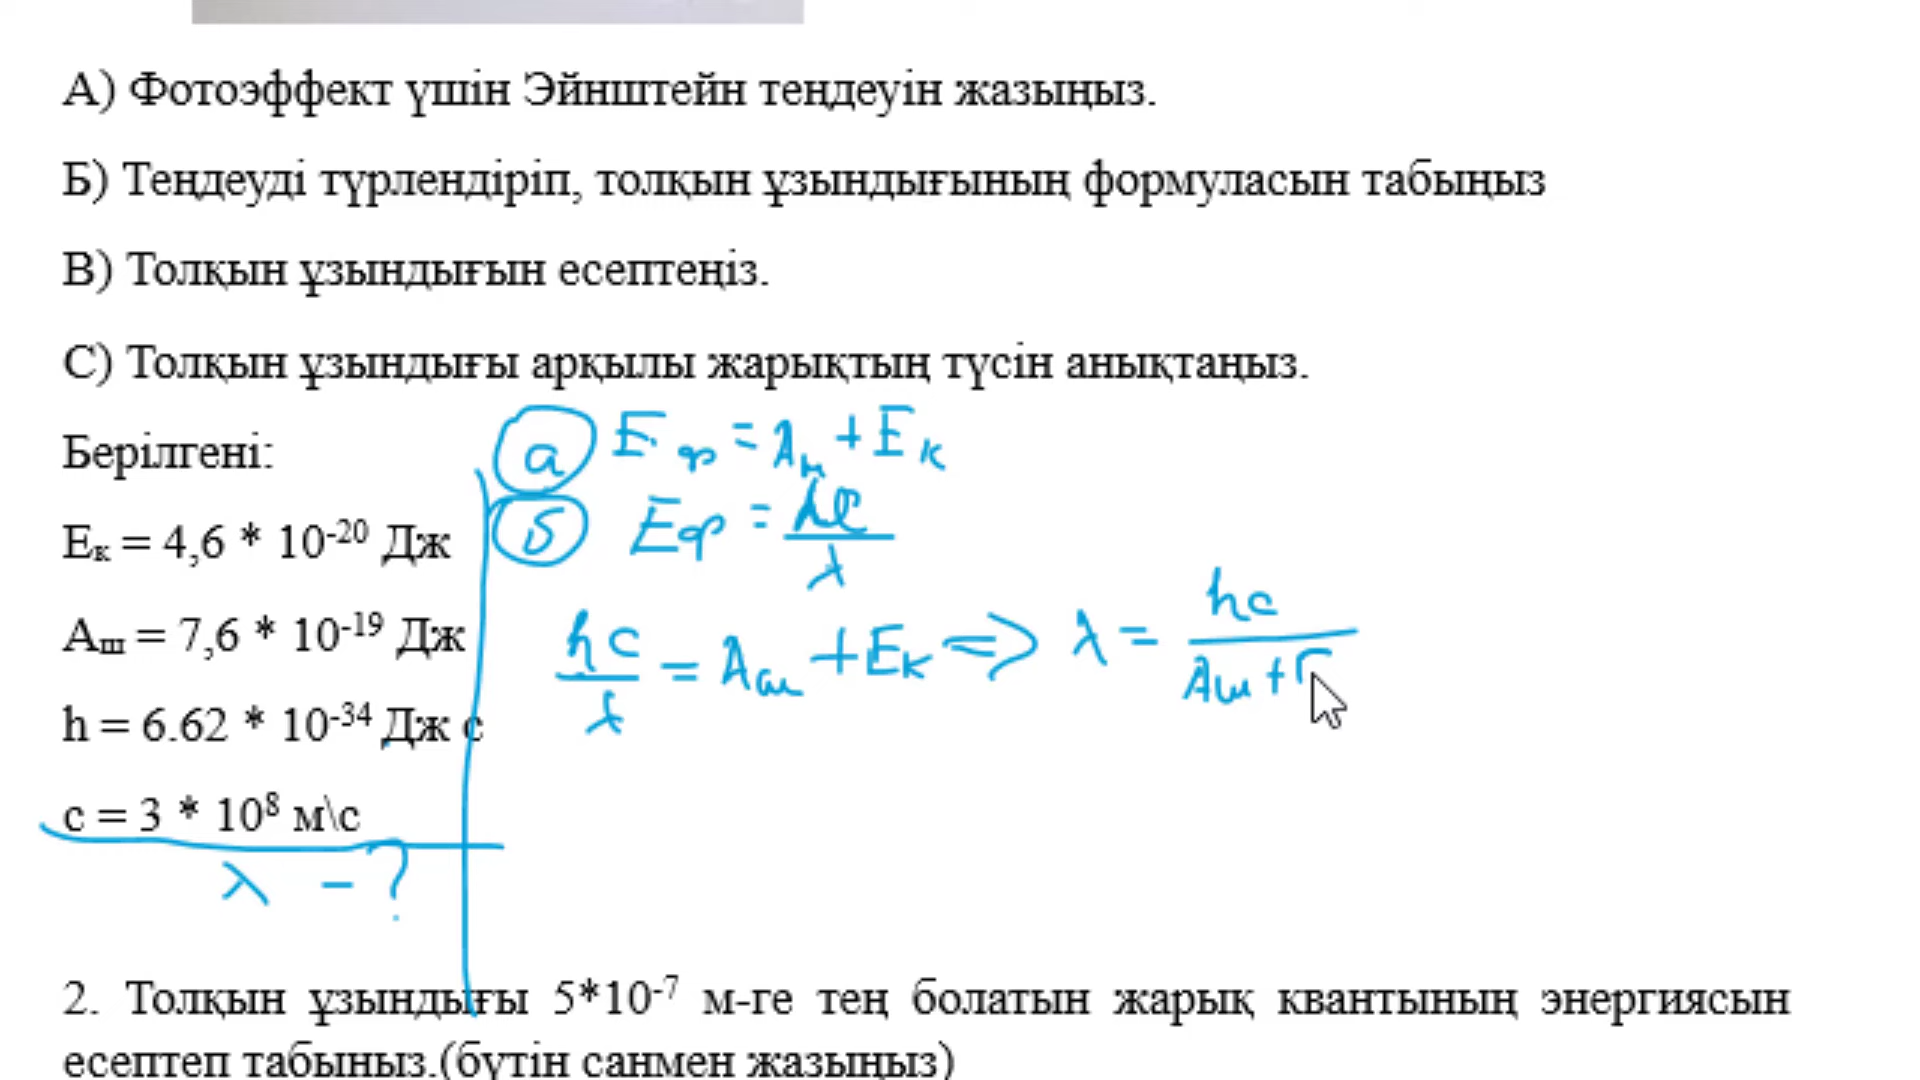 А) Фотоэффект үшін Эйнштейн теңдеуін жазыңыз.
Б) Теңдеуді түрлендіріп, толқын ұзындығының формуласын табыңыз
В) Толқын ұзындығын есептеңіз.
С) Толқын ұзындығы арқылы жарықтың түсін анықтаңыз.
Берілгені:
а Eф = Aш + Eк
Eк = 4,6 * 10⁻²⁰ Дж
б Eф = hc/λ
Aш = 7,6 * 10⁻¹⁹ Дж
hc/λ = Aш + Eк => λ = hc/Aш + Γ
h = 6.62 * 10⁻³⁴ Дж с
с = 3 * 10⁸ м\с
λ - ?
2. Толқын ұзындығы 5*10⁻⁷ м-ге тең болатын жарық квантының энергиясын
есептеп табыңыз.(бүтін санмен жазыңыз)